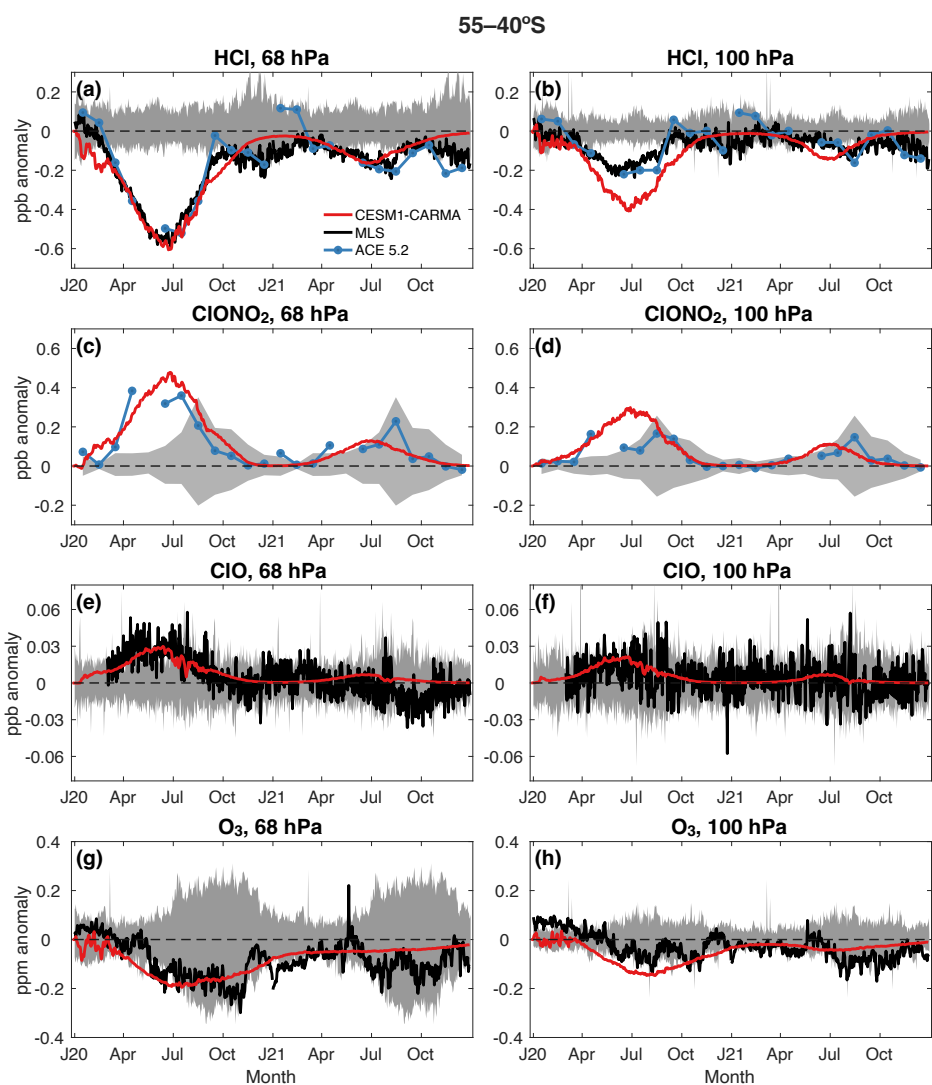 55–40ºS
HCl, 68 hPa
(a)
ppb anomaly
0.2
0
-0.2
-0.4
-0.6
CESM1-CARMA
MLS
ACE 5.2
J20 Apr Jul Oct J21 Apr Jul Oct
HCl, 100 hPa
(b)
0.2
0
-0.2
-0.4
-0.6
J20 Apr Jul Oct J21 Apr Jul Oct
ClONO2, 68 hPa
(c)
ppb anomaly
0.6
0.4
0.2
0
-0.2
J20 Apr Jul Oct J21 Apr Jul Oct
ClONO2, 100 hPa
(d)
0.6
0.4
0.2
0
-0.2
J20 Apr Jul Oct J21 Apr Jul Oct
ClO, 68 hPa
(e)
ppb anomaly
0.06
0.03
0
-0.03
-0.06
J20 Apr Jul Oct J21 Apr Jul Oct
ClO, 100 hPa
(f)
0.06
0.03
0
-0.03
-0.06
J20 Apr Jul Oct J21 Apr Jul Oct
O3, 68 hPa
(g)
ppm anomaly
0.4
0.2
0
-0.2
-0.4
J20 Apr Jul Oct J21 Apr Jul Oct
Month
O3, 100 hPa
(h)
0.4
0.2
0
-0.2
-0.4
J20 Apr Jul Oct J21 Apr Jul Oct
Month